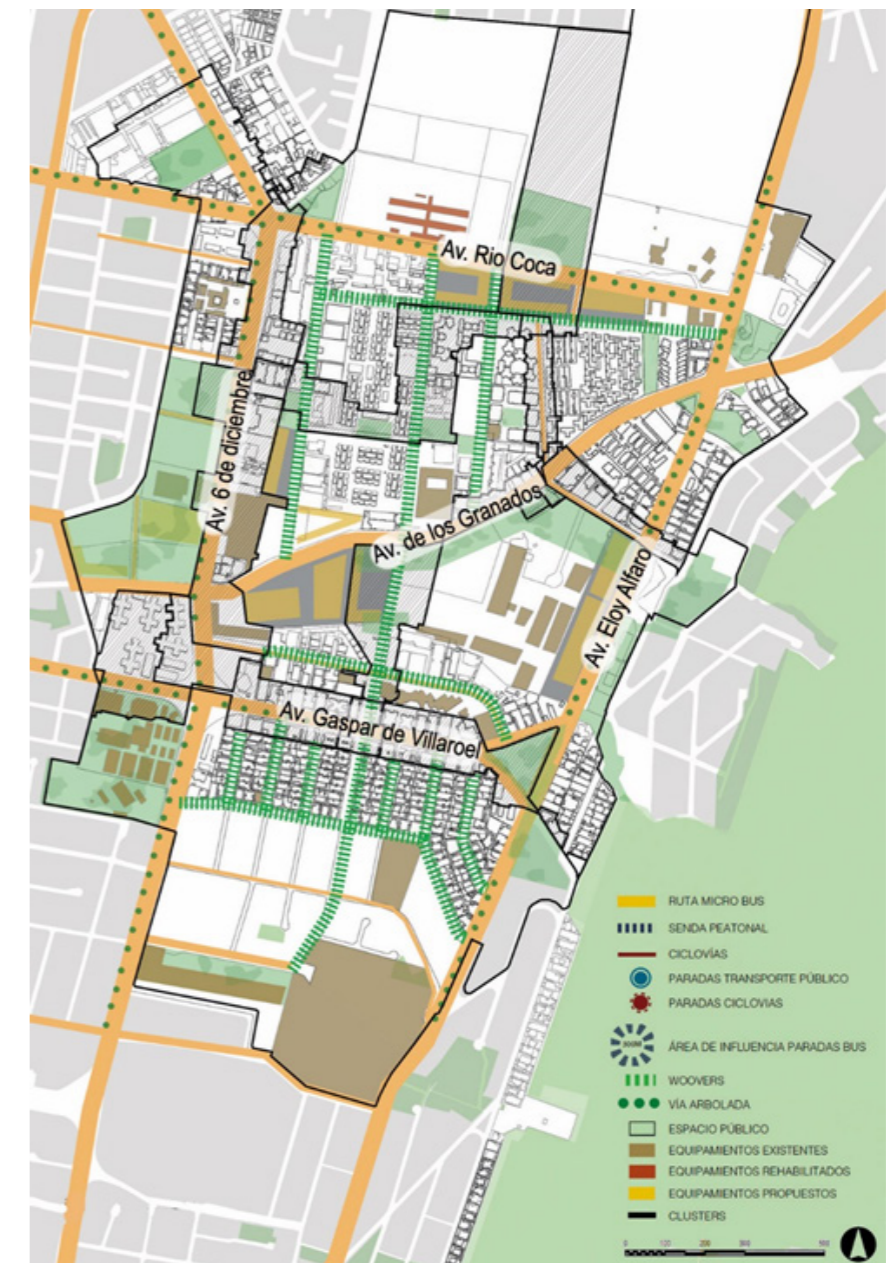 Av. Rio Coca
Av. 6 de diciembre
Av. de los Granados
Av. Eloy Alfaro
Av. Gaspar de Villaroel
RUTA MICRO BUS
SENDA PEATONAL
CICLOVÍAS
PARADAS TRANSPORTE PÚBLICO
PARADAS CICLOVIAS
ÁREA DE INFLUENCIA PARADAS BUS
WOOVERS
VÍA ARBOLADA
ESPACIO PÚBLICO
EQUIPAMIENTOS EXISTENTES
EQUIPAMIENTOS REHABILITADOS
EQUIPAMIENTOS PROPUESTOS
CLUSTERS